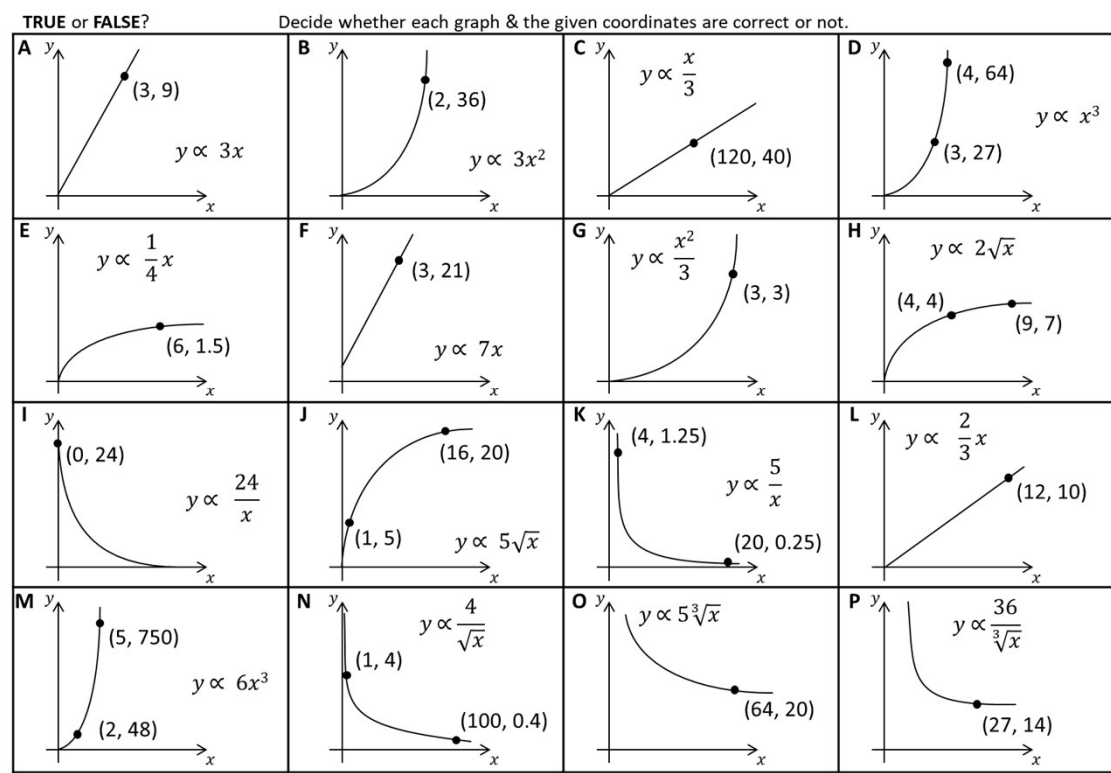 TRUE or FALSE? Decide whether each graph & the given coordinates are correct or not.
A
y
(3, 9)
y ∝ 3x
x
B
y
(2, 36)
y ∝ 3x²
x
C
y
y ∝ x/3
(120, 40)
x
D
y
(4, 64)
y ∝ x³
(3, 27)
x
E
y
y ∝ 1/4 x
(6, 1.5)
x
F
y
(3, 21)
y ∝ 7x
x
G
y
y ∝ x²/3
(3, 3)
x
H
y
y ∝ 2√x
(4, 4)
(9, 7)
x
I
y
(0, 24)
y ∝ 24/x
x
J
y
(16, 20)
(1, 5)
y ∝ 5√x
x
K
y
(4, 1.25)
y ∝ 5/x
(20, 0.25)
x
L
y
y ∝ 2/3 x
(12, 10)
x
M
y
(5, 750)
y ∝ 6x³
(2, 48)
x
N
y
y ∝ 4/√x
(1, 4)
(100, 0.4)
x
O
y
y ∝ 5∛x
(64, 20)
x
P
y
y ∝ 36/∛x
(27, 14)
x